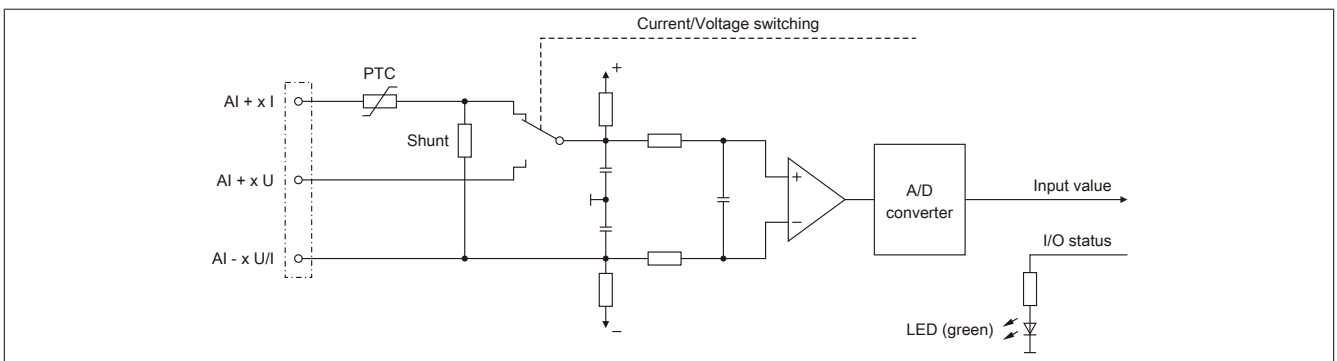 Current/Voltage switching
PTC
+
AI + x I
Shunt
AI + x U
+
A/D
converter
Input value
−
I/O status
AI - x U/I
LED (green)
−